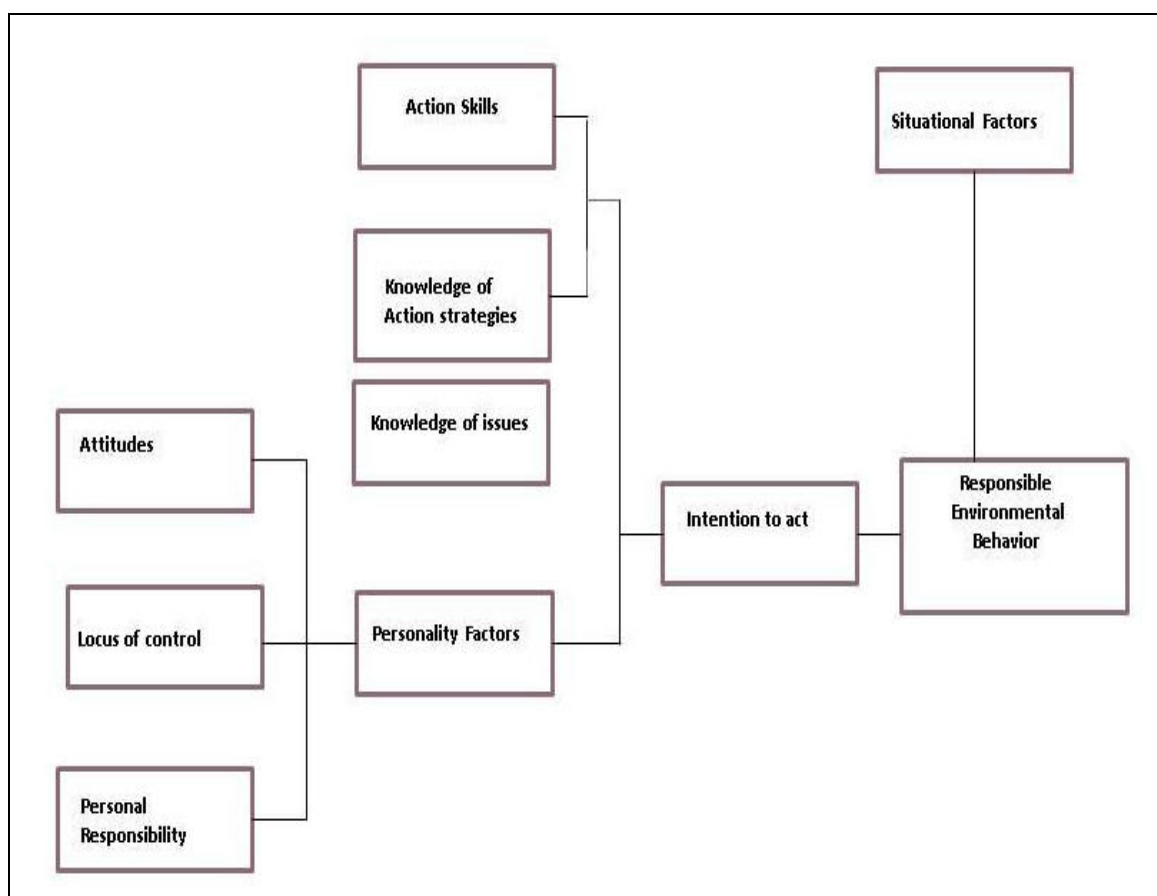 Action Skills
Situational Factors
Knowledge of
Action strategies
Knowledge of issues
Attitudes
Responsible
Environmental
Behavior
Intention to act
Locus of control
Personality Factors
Personal
Responsibility